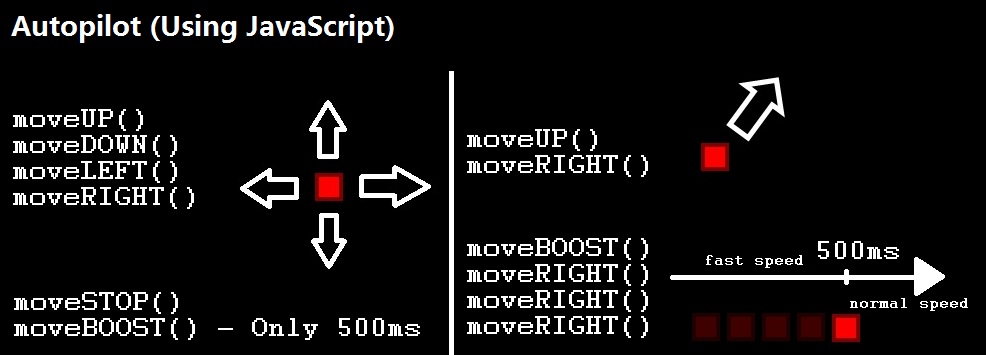 Autopilot (Using JavaScript)
moveUP()
moveDOWN()
moveLEFT()
moveRIGHT()
moveSTOP()
moveBOOST() – Only 500ms
moveUP()
moveRIGHT()
moveBOOST()
moveRIGHT()
moveRIGHT()
moveRIGHT()
fast speed
500ms
normal speed